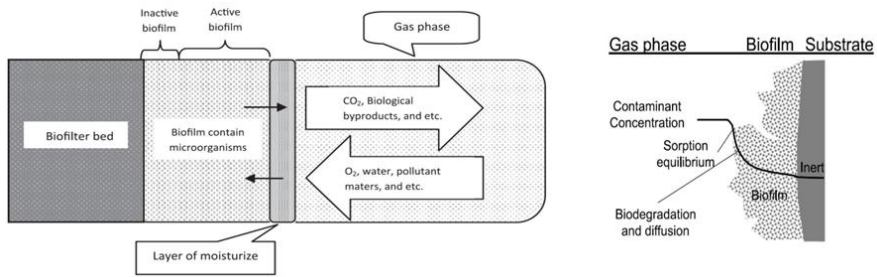 Inactive
biofilm
Active
biofilm
Gas phase
Biofilter bed
Biofilm contain
microorganisms
CO₂, Biological
byproducts, and etc.
O₂, water, pollutant
maters, and etc.
Layer of moisturize
Gas phase
Biofilm
Substrate
Contaminant
Concentration
Sorption
equilibrium
Inert
Biofilm
Biodegradation
and diffusion